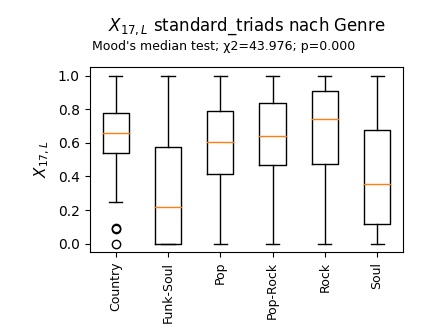 X17, L standard_triads nach Genre
Mood's median test; χ2=43.976; p=0.000
X17, L
1.0
0.8
0.6
0.4
0.2
0.0
Country
Funk-Soul
Pop
Pop-Rock
Rock
Soul